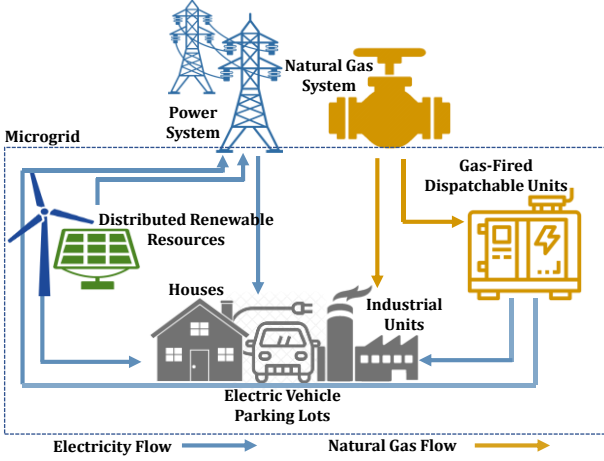 Natural Gas
System
Power
System
Microgrid
Gas-Fired
Dispatchable Units
Distributed Renewable
Resources
Houses
Industrial
Units
Electric Vehicle
Parking Lots
Electricity Flow
Natural Gas Flow